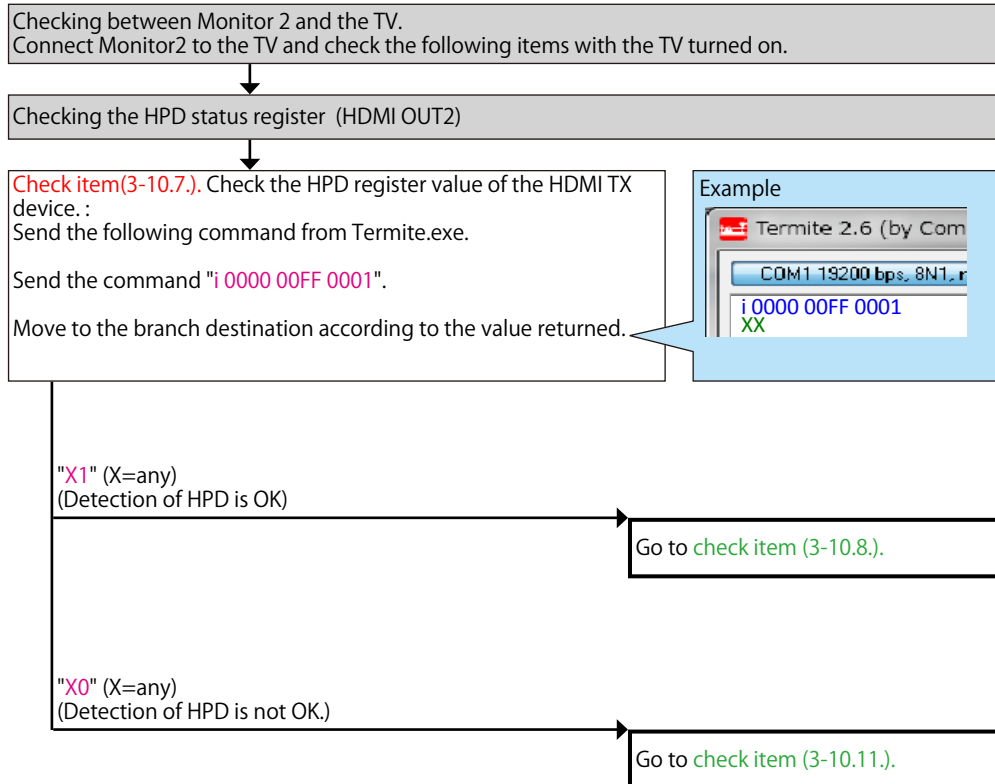 Checking between Monitor 2 and the TV.
Connect Monitor2 to the TV and check the following items with the TV turned on.
Checking the HPD status register (HDMI OUT2)
Check item(3-10.7.). Check the HPD register value of the HDMI TX
device. :
Send the following command from Termite.exe.
Send the command "i 0000 00FF 0001".
Move to the branch destination according to the value returned.
Example
Termite 2.6 (by Com
COM1 19200 bps, 8N1,
i 0000 00FF 0001
XX
"X1" (X=any)
(Detection of HPD is OK)
Go to check item (3-10.8.).
"X0" (X=any)
(Detection of HPD is not OK.)
Go to check item (3-10.11.).